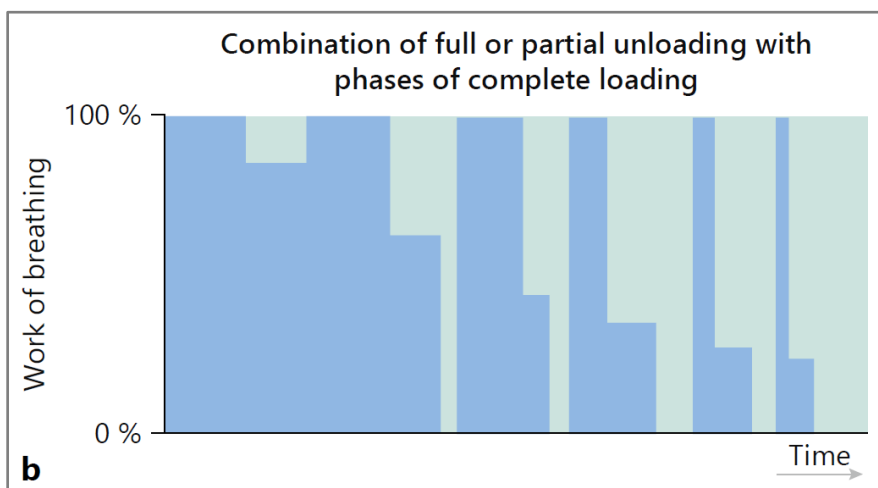 Combination of full or partial unloading with
phases of complete loading
100 %
Work of breathing
0 %
Time
b